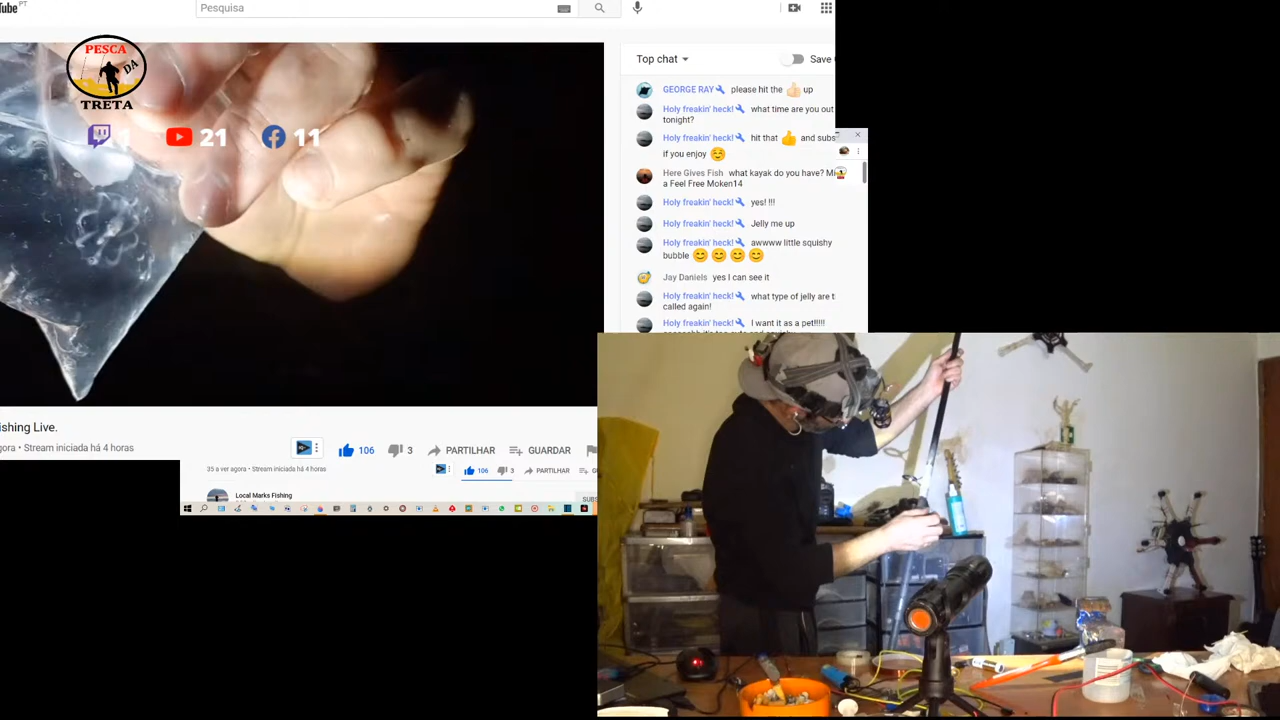 Tube PT
Pesquisa
PESCA
DA
TRETA
1
21
11
Top chat
Save
GEORGE RAY please hit the up
Holy freakin' heck! what time are you out
tonight?
Holy freakin' heck! hit that and subs
if you enjoy
Here Gives Fish what kayak do you have? Mi
a Feel Free Moken14
Holy freakin' heck! yes! !!!
Holy freakin' heck! Jelly me up
Holy freakin' heck! awwww little squishy
bubble
Jay Daniels yes I can see it
Holy freakin' heck! what type of jelly are t
called again!
Holy freakin' heck! I want it as a pet!!!!!
ishing Live.
gora • Stream iniciada há 4 horas
106
3
PARTILHAR
GUARDAR
35 a ver agora • Stream iniciada há 4 horas
106
3
PARTILHAR
GU
Local Marks Fishing
SUBS